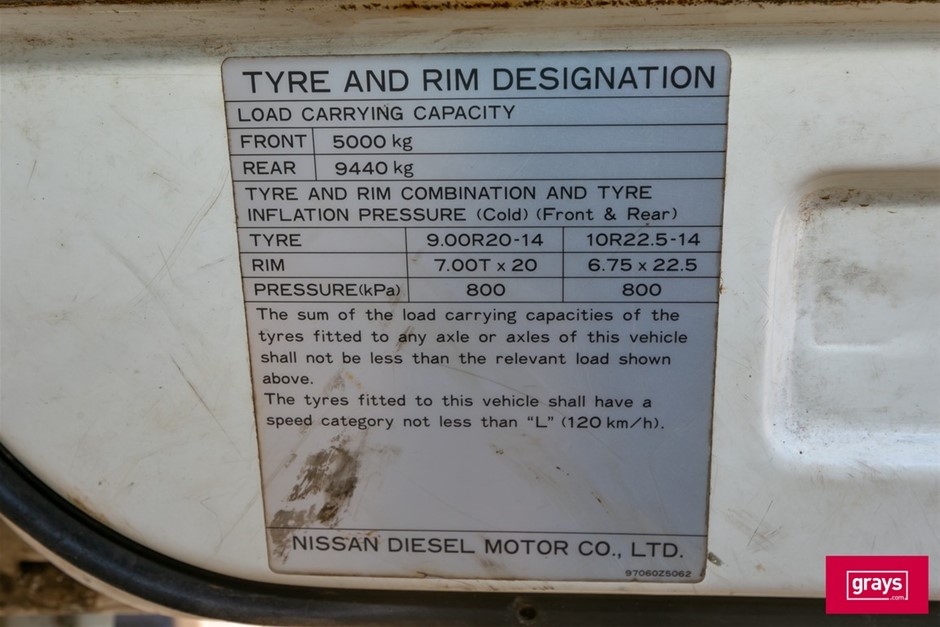 TYRE AND RIM DESIGNATION
LOAD CARRYING CAPACITY
FRONT 5000 kg
REAR 9440 kg
TYRE AND RIM COMBINATION AND TYRE
INFLATION PRESSURE (Cold) (Front & Rear)
TYRE 9.00R20-14 10R22.5-14
RIM 7.00T x 20 6.75 x 22.5
PRESSURE(kPa) 800 800
The sum of the load carrying capacities of the
tyres fitted to any axle or axles of this vehicle
shall not be less than the relevant load shown
above.
The tyres fitted to this vehicle shall have a
speed category not less than "L" (120 km/h).
NISSAN DIESEL MOTOR CO., LTD.
97060Z5062
grays
.com